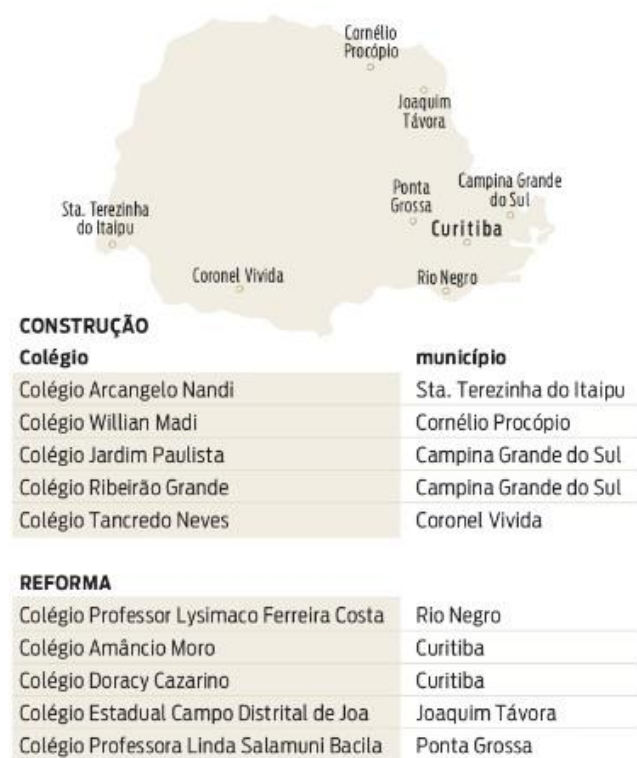 Cornélio
Procópio
Joaquim
Távora
Ponta
Grossa
Campina Grande
do Sul
Curitiba
Sta. Terezinha
do Itaipu
Coronel Vivida
Rio Negro
CONSTRUÇÃO
Colégio município
Colégio Arcangelo Nandi Sta. Terezinha do Itaipu
Colégio Willian Madi Cornélio Procópio
Colégio Jardim Paulista Campina Grande do Sul
Colégio Ribeirão Grande Campina Grande do Sul
Colégio Tancredo Neves Coronel Vivida
REFORMA
Colégio Professor Lysimaco Ferreira Costa Rio Negro
Colégio Amâncio Moro Curitiba
Colégio Doracy Cazarino Curitiba
Colégio Estadual Campo Distrital de Joa Joaquim Távora
Colégio Professora Linda Salamuni Bacila Ponta Grossa